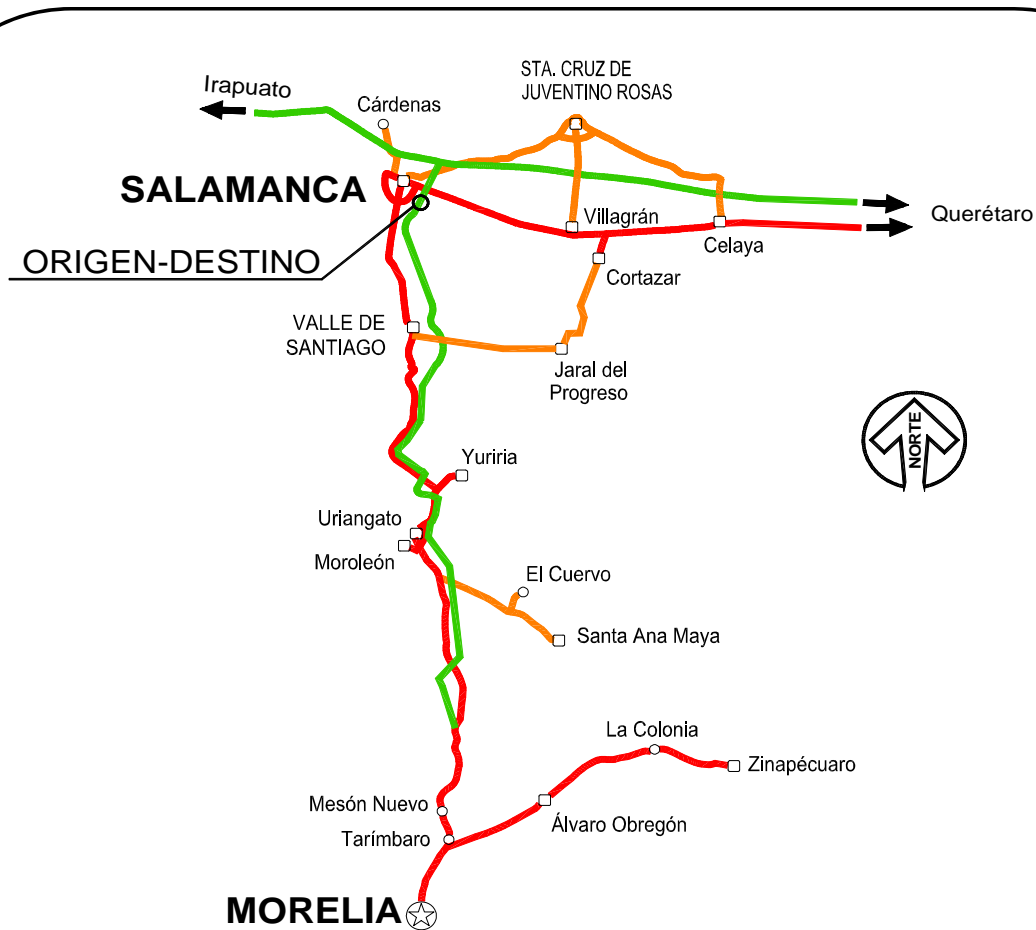 Irapuato
STA. CRUZ DE
JUVENTINO ROSAS
Cárdenas
SALAMANCA
Villagrán
Querétaro
Celaya
ORIGEN-DESTINO
Cortazar
VALLE DE
SANTIAGO
Jaral del
Progreso
NORTE
Yuriria
Uriangato
Moroleón
El Cuervo
Santa Ana Maya
La Colonia
Zinapécuaro
Mesón Nuevo
Álvaro Obregón
Tarímbaro
MORELIA